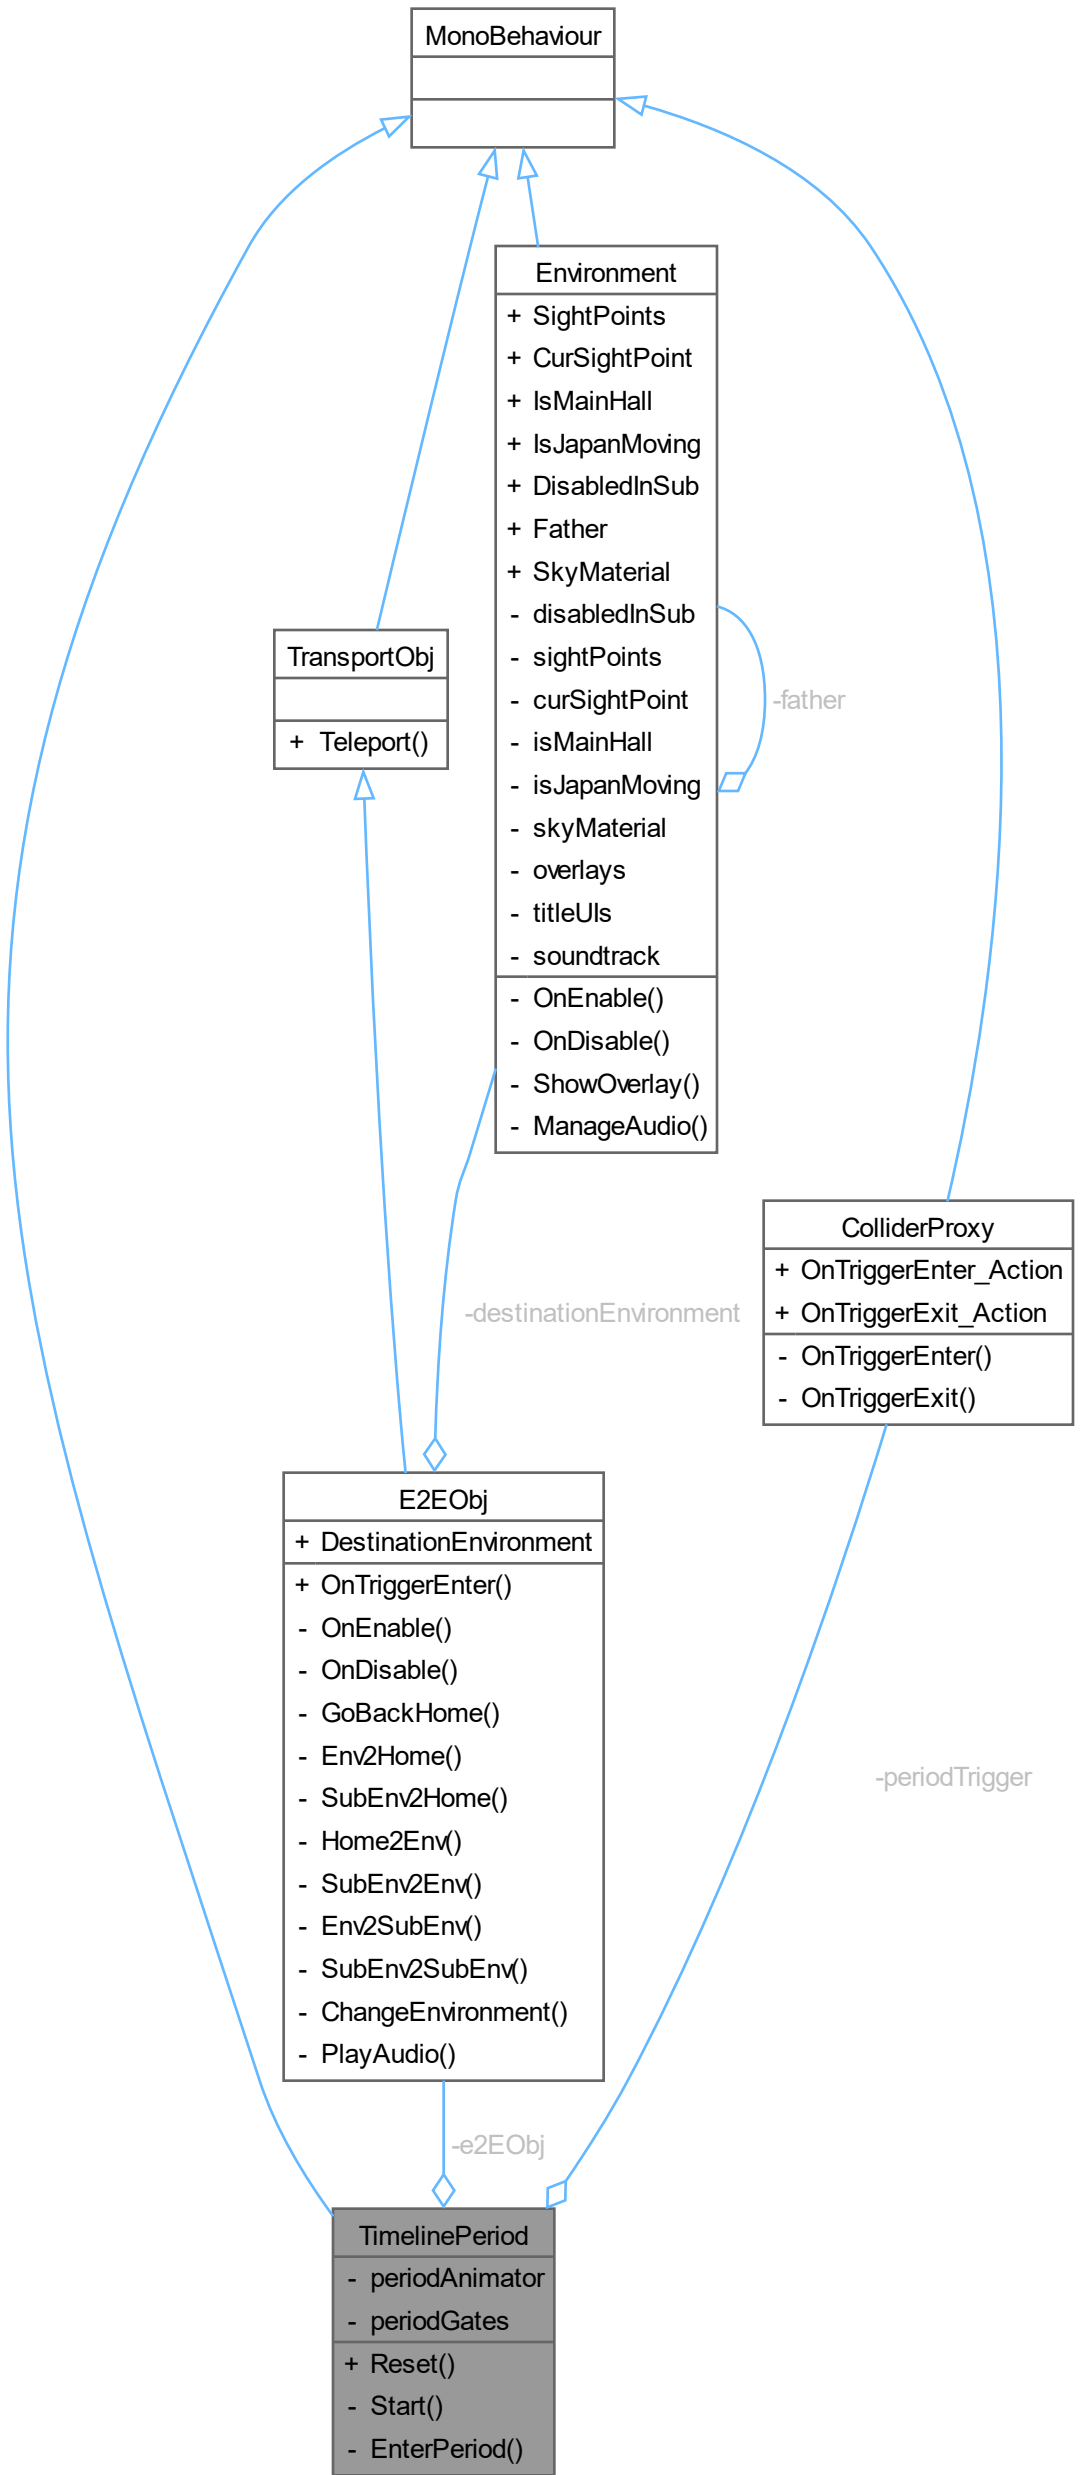 MonoBehaviour
Environment
+ SightPoints
+ CurSightPoint
+ IsMainHall
+ IsJapanMoving
+ DisabledInSub
+ Father
+ SkyMaterial
- disabledInSub
- sightPoints
- curSightPoint
- isMainHall
- isJapanMoving
- skyMaterial
- overlays
- titleUIs
- soundtrack
- OnEnable()
- OnDisable()
- ShowOverlay()
- ManageAudio()
-father
TransportObj
+ Teleport()
ColliderProxy
+ OnTriggerEnter_Action
+ OnTriggerExit_Action
- OnTriggerEnter()
- OnTriggerExit()
-destinationEnvironment
E2EObj
+ DestinationEnvironment
+ OnTriggerEnter()
- OnEnable()
- OnDisable()
- GoBackHome()
- Env2Home()
- SubEnv2Home()
- Home2Env()
- SubEnv2Env()
- Env2SubEnv()
- SubEnv2SubEnv()
- ChangeEnvironment()
- PlayAudio()
-periodTrigger
-e2EObj
TimelinePeriod
- periodAnimator
- periodGates
+ Reset()
- Start()
- EnterPeriod()